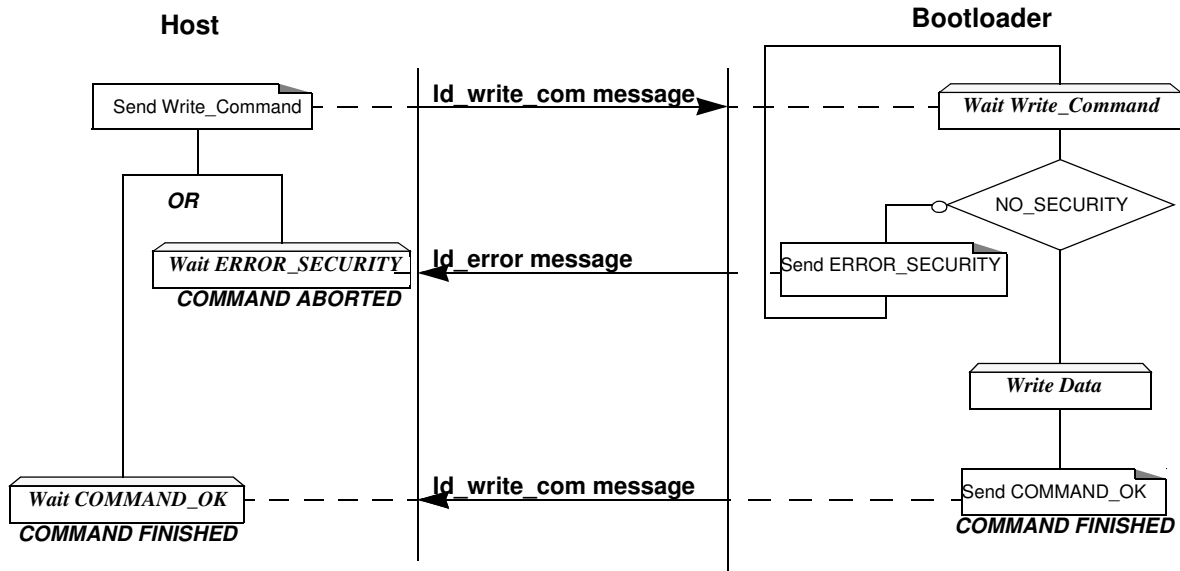 Host
Bootloader
Send Write_Command
Id_write_com message
Wait Write_Command
OR
NO_SECURITY
Wait ERROR_SECURITY
Id_error message
Send ERROR_SECURITY
COMMAND ABORTED
Write Data
Wait COMMAND_OK
Id_write_com message
Send COMMAND_OK
COMMAND FINISHED
COMMAND FINISHED